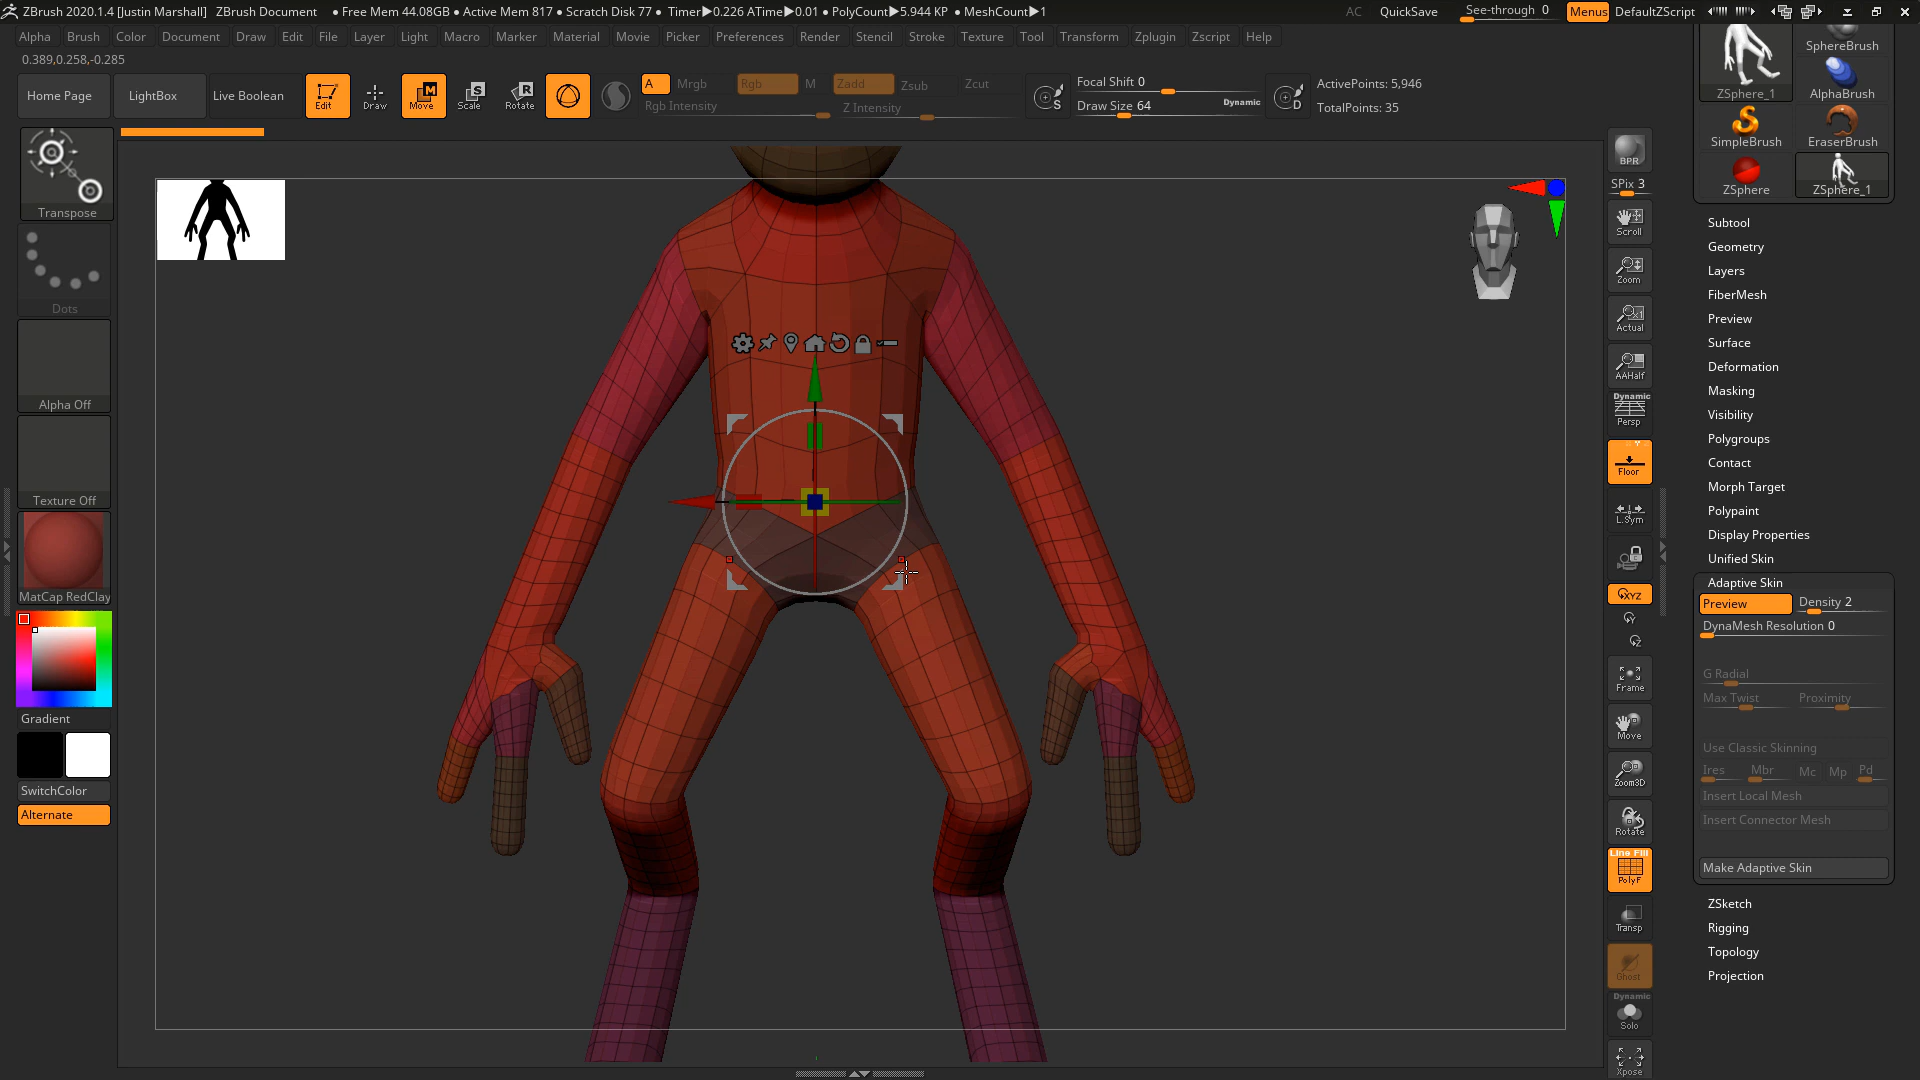 ZBrush 2020.1.4 [Justin Marshall] ZBrush Document ● Free Mem 44.08GB ● Active Mem 817 ● Scratch Disk 77 ● Timer▶0.226 ATime▶0.01 ● PolyCount▶5.944 KP ● MeshCount▶1 AC QuickSave See-through 0 Menus DefaultZScript
Alpha Brush Color Document Draw Edit File Layer Light Macro Marker Material Movie Picker Preferences Render Stencil Stroke Texture Tool Transform Zplugin Zscript Help
0.389,0.258,-0.285
Home Page LightBox Live Boolean Edit Draw Move Scale Rotate
A Mrgb Rgb M Zadd Zsub Zcut
Rgb Intensity Z Intensity
S Focal Shift 0
Draw Size 64 Dynamic D
ActivePoints: 5,946
TotalPoints: 35
Transpose
Dots
Alpha Off
Texture Off
MatCap RedClay
Gradient
SwitchColor
Alternate
BPR
SPix 3
Scroll
Zoom
Actual
AAHalf
Dynamic
Persp
Floor
L.Sym
XYZ
Y
Z
Frame
Move
Zoom3D
Rotate
Line Fill
PolyF
Transp
Ghost
Dynamic
Solo
Xpose
SphereBrush
ZSphere_1 AlphaBrush
SimpleBrush EraserBrush
ZSphere ZSphere_1
Subtool
Geometry
Layers
FiberMesh
Preview
Surface
Deformation
Masking
Visibility
Polygroups
Contact
Morph Target
Polypaint
Display Properties
Unified Skin
Adaptive Skin
Preview Density 2
DynaMesh Resolution 0
G Radial
Max Twist Proximity
Use Classic Skinning
Ires Mbr Mc Mp Pd
Insert Local Mesh
Insert Connector Mesh
Make Adaptive Skin
ZSketch
Rigging
Topology
Projection